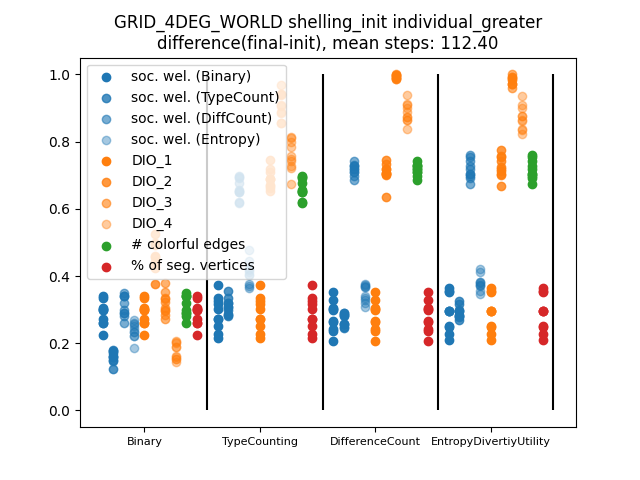 GRID_4DEG_WORLD shelling_init individual_greater
difference(final-init), mean steps: 112.40
1.0
0.8
0.6
0.4
0.2
0.0
soc. wel. (Binary)
soc. wel. (TypeCount)
soc. wel. (DiffCount)
soc. wel. (Entropy)
DIO_1
DIO_2
DIO_3
DIO_4
# colorful edges
% of seg. vertices
Binary
TypeCounting
DifferenceCount
EntropyDivertiyUtility